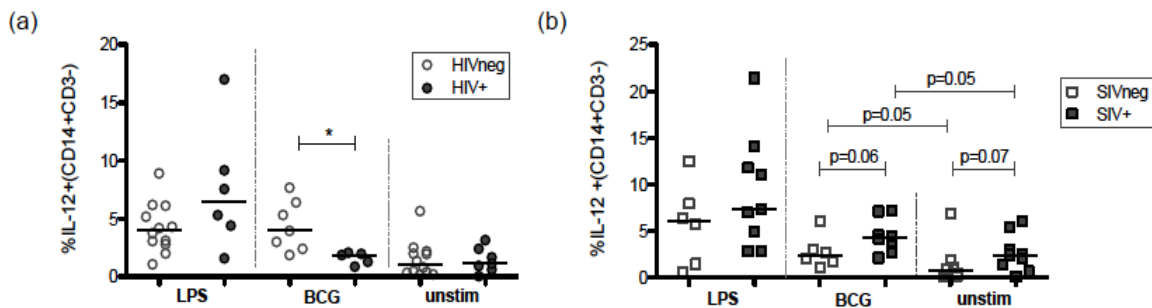 (a)
%IL-12+(CD14+CD3-)
20
15
10
5
0
HIVneg
HIV+
*
LPS
BCG
unstim
(b)
%IL-12 +(CD14+CD3-)
25
20
15
10
5
0
SIVneg
SIV+
p=0.05
p=0.05
p=0.06
p=0.07
LPS
BCG
unstim